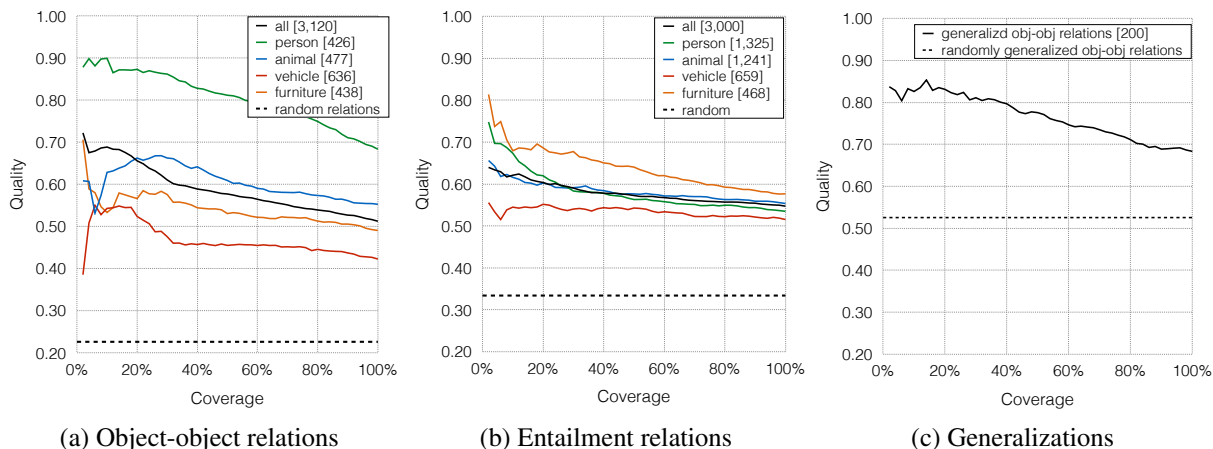 1.00
0.90
0.80
0.70
0.60
0.50
0.40
0.30
0.20
Quality
all [3,120]
person [426]
animal [477]
vehicle [636]
furniture [438]
random relations
0% 20% 40% 60% 80% 100%
Coverage
(a) Object-object relations
1.00
0.90
0.80
0.70
0.60
0.50
0.40
0.30
0.20
Quality
all [3,000]
person [1,325]
animal [1,241]
vehicle [659]
furniture [468]
random
0% 20% 40% 60% 80% 100%
Coverage
(b) Entailment relations
1.00
0.90
0.80
0.70
0.60
0.50
0.40
0.30
0.20
Quality
generalizd obj-obj relations [200]
randomly generalized obj-obj relations
0% 20% 40% 60% 80% 100%
Coverage
(c) Generalizations